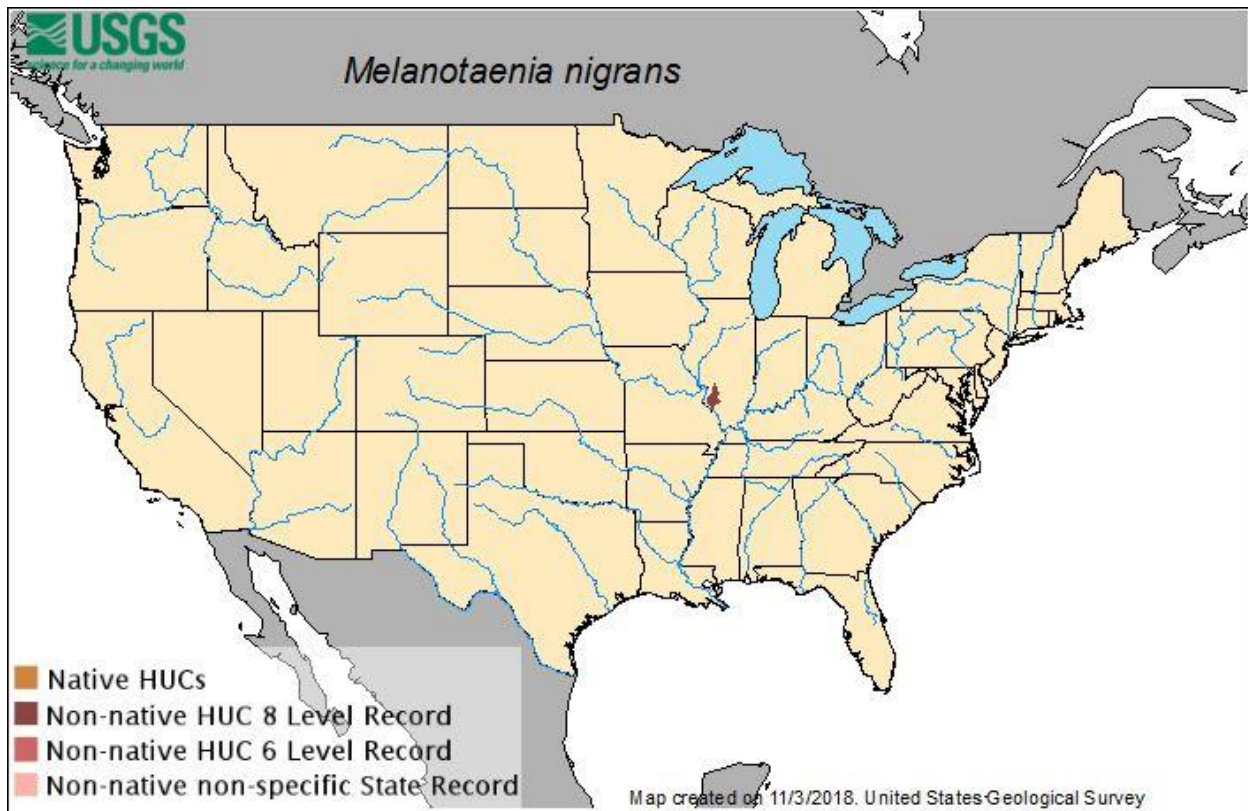 USGS
science for a changing world
Melanotaenia nigrans
Native HUCs
Non-native HUC 8 Level Record
Non-native HUC 6 Level Record
Non-native non-specific State Record
Map created on 11/3/2018. United States Geological Survey